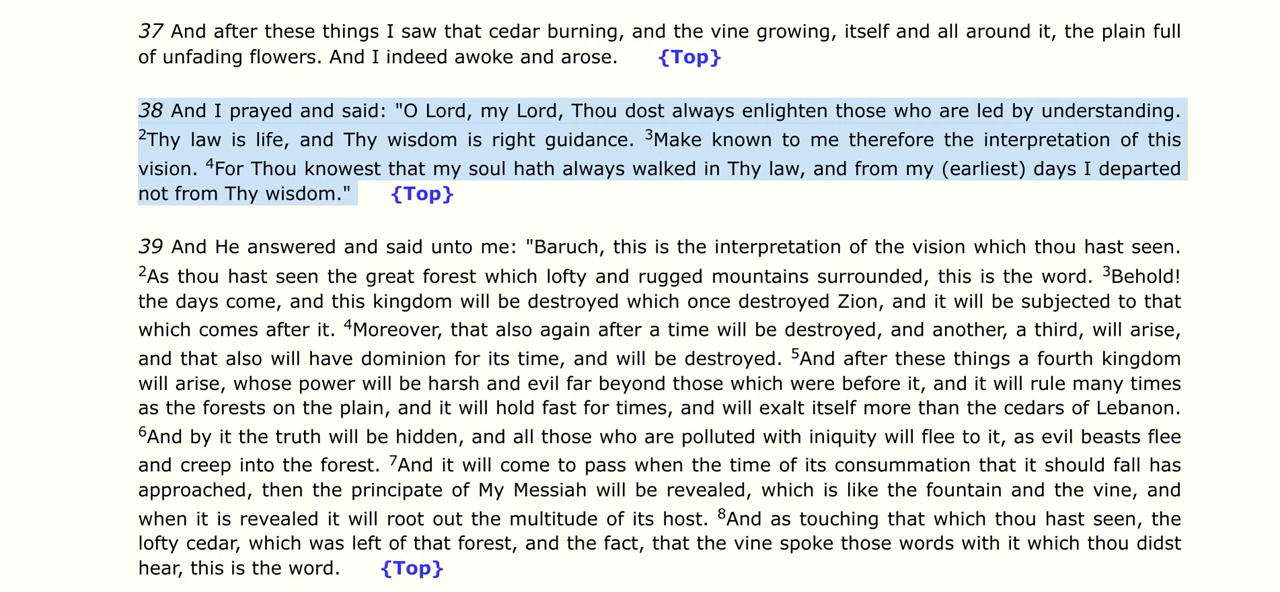 37 And after these things I saw that cedar burning, and the vine growing, itself and all around it, the plain full
of unfading flowers. And I indeed awoke and arose. {Top}
38 And I prayed and said: "O Lord, my Lord, Thou dost always enlighten those who are led by understanding.
2Thy law is life, and Thy wisdom is right guidance. 3Make known to me therefore the interpretation of this
vision. 4For Thou knowest that my soul hath always walked in Thy law, and from my (earliest) days I departed
not from Thy wisdom." {Top}
39 And He answered and said unto me: "Baruch, this is the interpretation of the vision which thou hast seen.
2As thou hast seen the great forest which lofty and rugged mountains surrounded, this is the word. 3Behold!
the days come, and this kingdom will be destroyed which once destroyed Zion, and it will be subjected to that
which comes after it. 4Moreover, that also again after a time will be destroyed, and another, a third, will arise,
and that also will have dominion for its time, and will be destroyed. 5And after these things a fourth kingdom
will arise, whose power will be harsh and evil far beyond those which were before it, and it will rule many times
as the forests on the plain, and it will hold fast for times, and will exalt itself more than the cedars of Lebanon.
6And by it the truth will be hidden, and all those who are polluted with iniquity will flee to it, as evil beasts flee
and creep into the forest. 7And it will come to pass when the time of its consummation that it should fall has
approached, then the principate of My Messiah will be revealed, which is like the fountain and the vine, and
when it is revealed it will root out the multitude of its host. 8And as touching that which thou hast seen, the
lofty cedar, which was left of that forest, and the fact, that the vine spoke those words with it which thou didst
hear, this is the word. {Top}